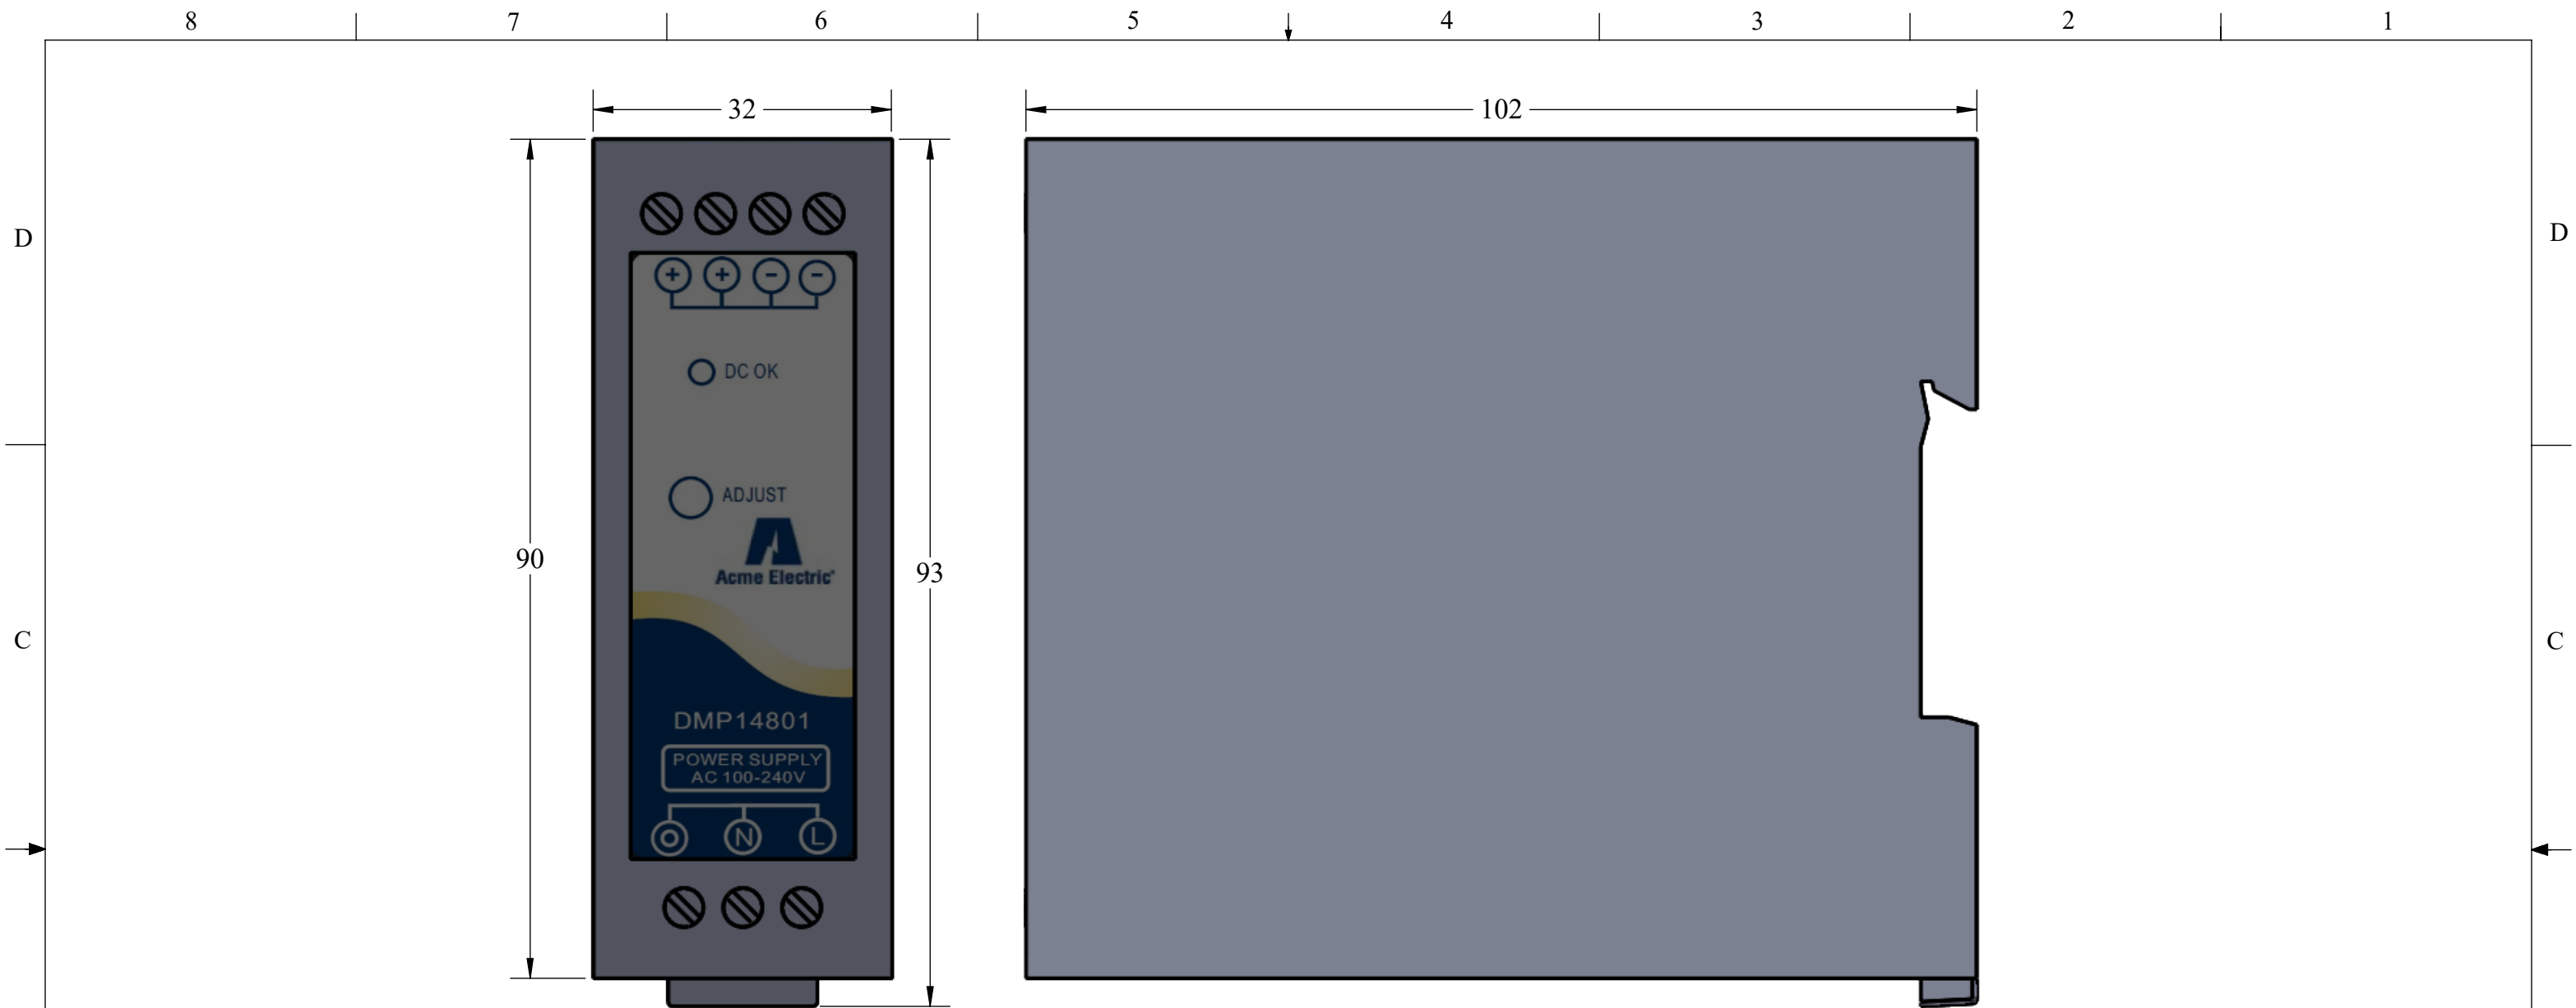 8 7 6 5 4 3 2 1
32 102
D D
+ + - -
DC OK
ADJUST
90 93
Acme Electric®
C C
DMP14801
POWER SUPPLY
AC 100-240V
N L